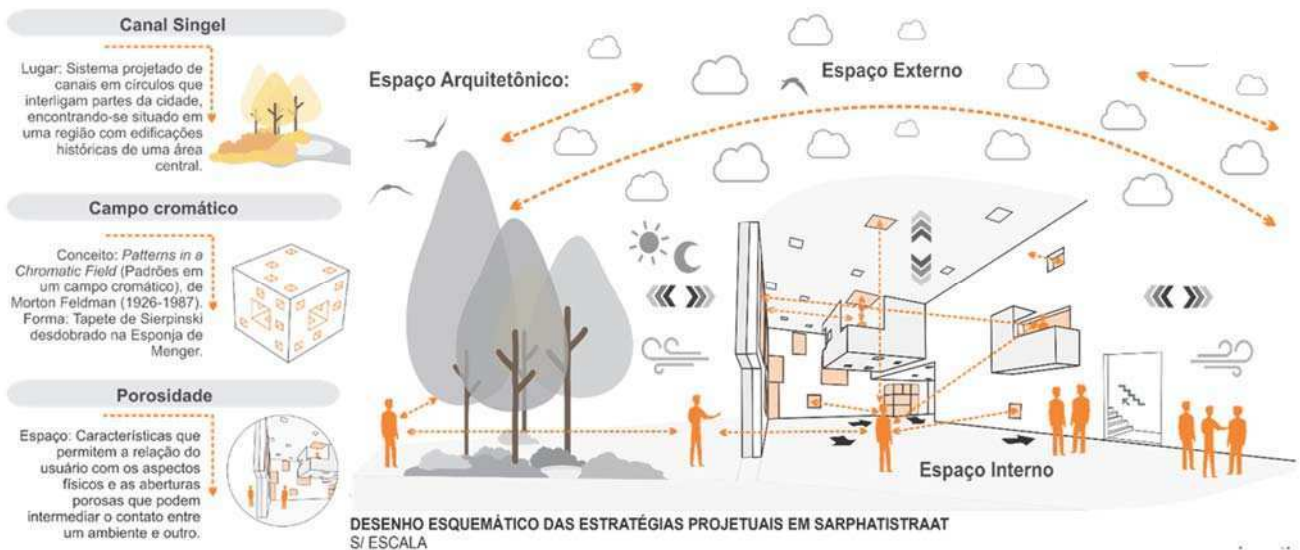 Canal Singel
Lugar: Sistema projetado de
canais em círculos que
interligam partes da cidade,
encontrando-se situado em
uma região com edificações
históricas de uma área
central.
Campo cromático
Conceito: Patterns in a
Chromatic Field (Padrões em
um campo cromático), de
Morton Feldman (1926-1987).
Forma: Tapete de Sierpinski
desdobrado na Esponja de
Menger.
Porosidade
Espaço: Características que
permitem a relação do
usuário com os aspectos
físicos e as aberturas
porosas que podem
intermediar o contato entre
um ambiente e outro.
Espaço Arquitetônico:
Espaço Externo
Espaço Interno
DESENHO ESQUEMÁTICO DAS ESTRATÉGIAS PROJETUAIS EM SARPHATISTRAAT
S/ ESCALA